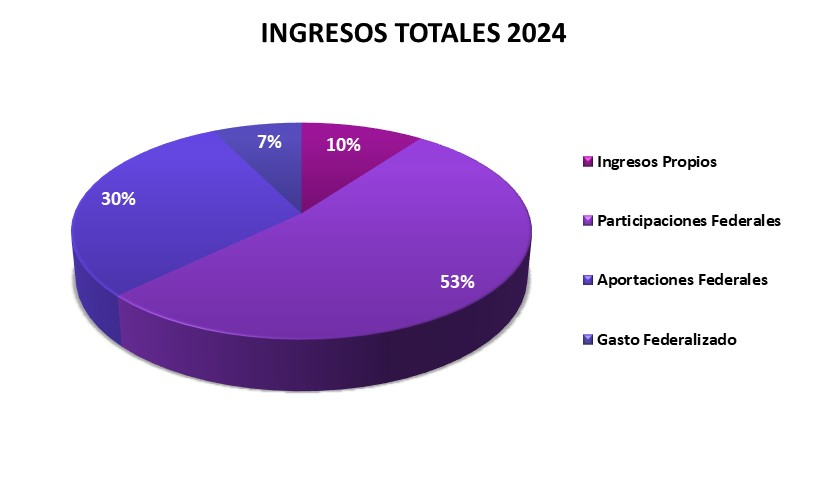 INGRESOS TOTALES 2024
7%
10%
30%
53%
Ingresos Propios
Participaciones Federales
Aportaciones Federales
Gasto Federalizado